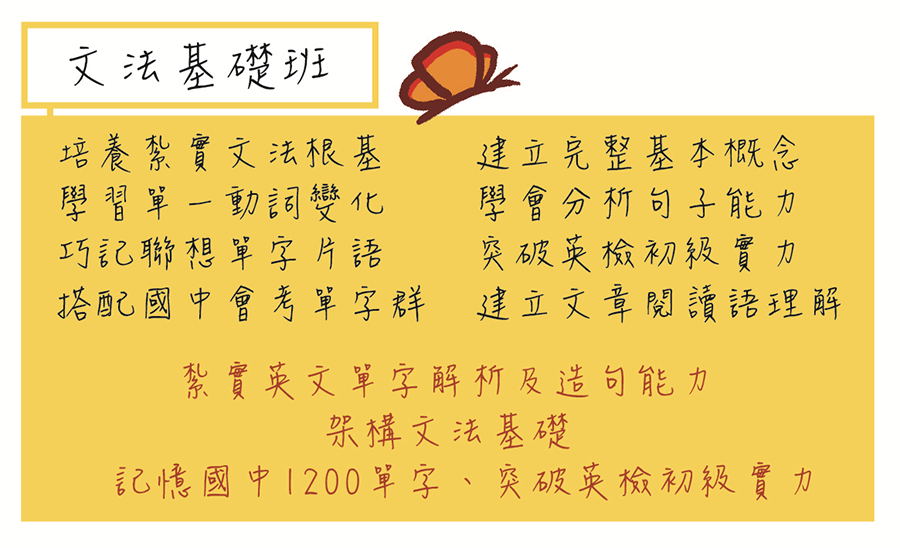 文法基礎班
培養紮實文法根基
學習單一動詞變化
巧記聯想單字片語
搭配國中會考單字群
建立完整基本概念
學會分析句子能力
突破英檢初級實力
建立文章閱讀語理解
紮實英文單字解析及造句能力
架構文法基礎
記憶國中1200單字、突破英檢初級實力